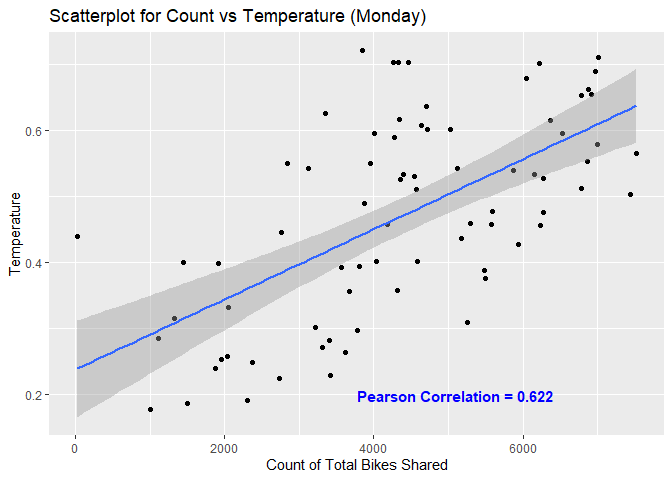 Scatterplot for Count vs Temperature (Monday)
Temperature
0.6
0.4
0.2
Pearson Correlation = 0.622
0 2000 4000 6000
Count of Total Bikes Shared